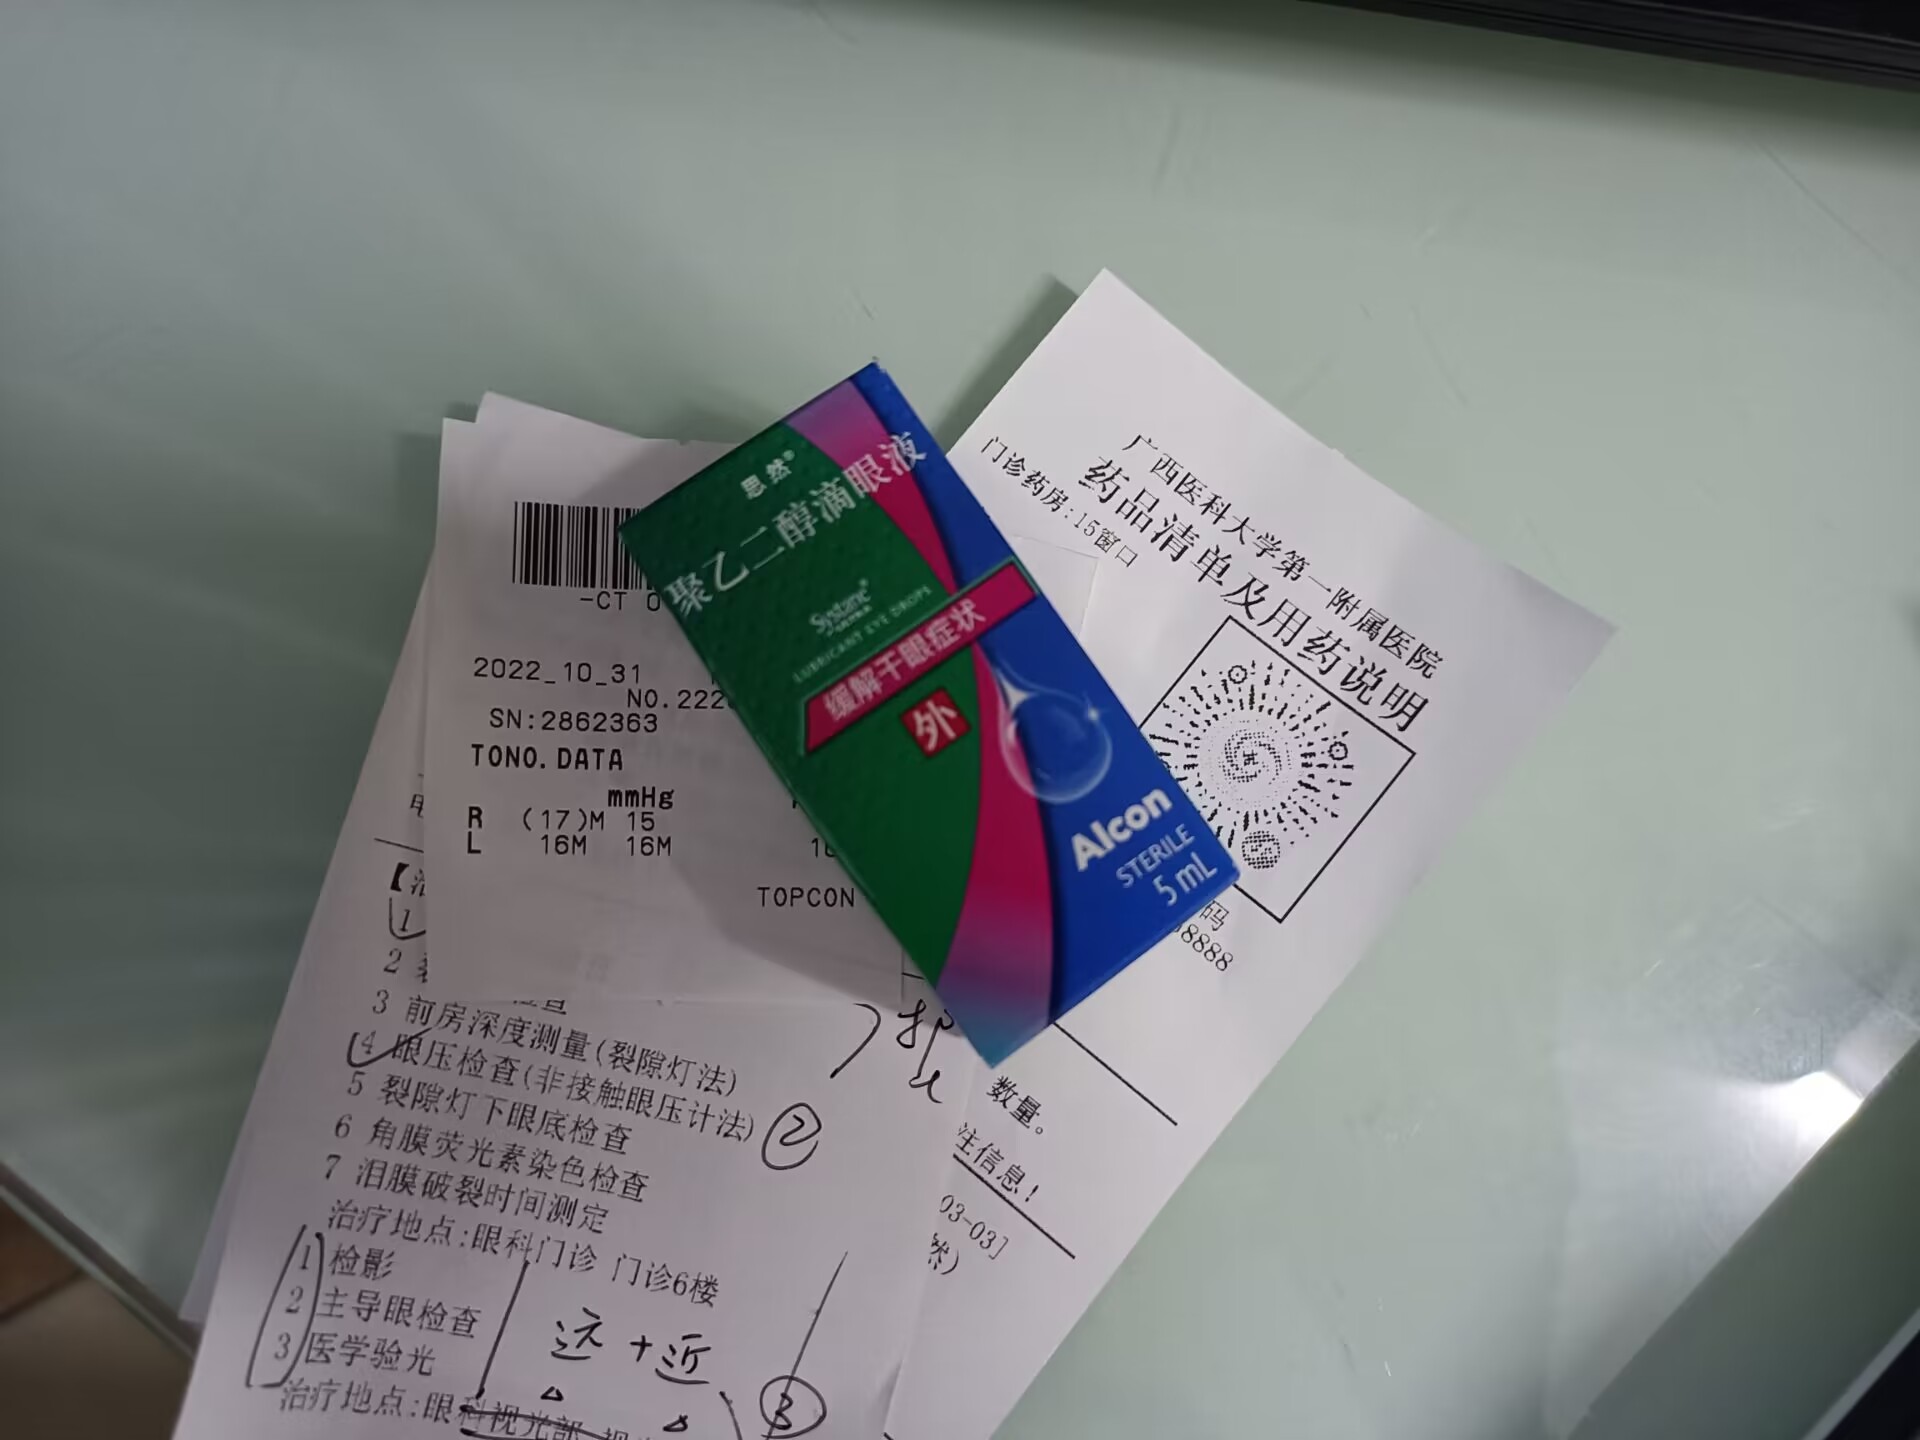 思然®
聚乙二醇滴眼液
Systane®
LUBRICANT EYE DROPS
缓解干眼症状
外
Alcon
STERILE
5 mL
广西医科大学第一附属医院
药品清单及用药说明
门诊药房:15窗口
码
8888
数量。
注信息!
03-03]
然)
-CT
2022_10_31
NO.222
SN:2862363
TONO.DATA
mmHg
R (17)M 15
L 16M 16M
TOPCON
【治
1
2
检查
3 前房深度测量(裂隙灯法)
4 眼压检查(非接触眼压计法)
5 裂隙灯下眼底检查
②
6 角膜荧光素染色检查
7 泪膜破裂时间测定
治疗地点:眼科门诊 门诊6楼
1 检影
2 主导眼检查
3 医学验光
远+近
治疗地点:眼科视光部
③